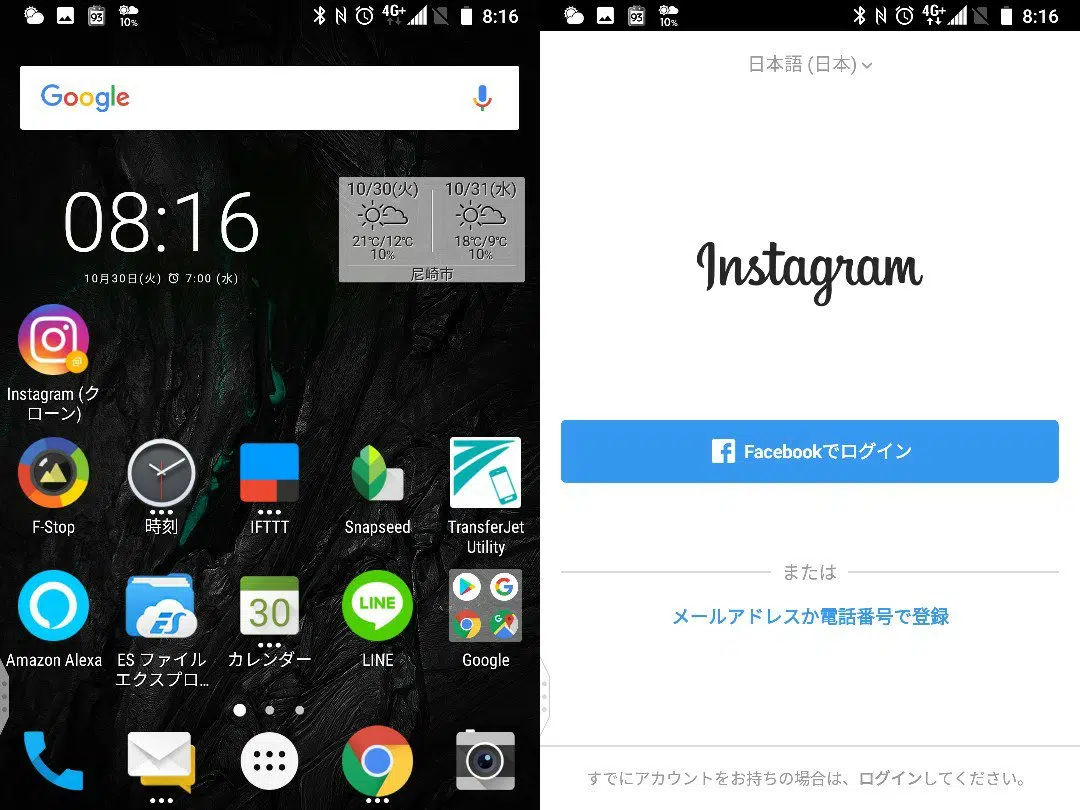 93
10%
4G+
8:16
Google
08:16
10月30日(火) 7:00 (水)
10/30(火)
21℃/12℃
10%
10/31(水)
18℃/9℃
10%
尼崎市
Instagram (ク
ローン)
F-Stop
時刻
IFTTT
Snapseed
TransferJet
Utility
ES
30
LINE
G
Amazon Alexa
ES ファイル
エクスプロ…
カレンダー
LINE
Google
93
10%
4G+
8:16
日本語 (日本)
Instagram
Facebookでログイン
または
メールアドレスか電話番号で登録
すでにアカウントをお持ちの場合は、ログインしてください。